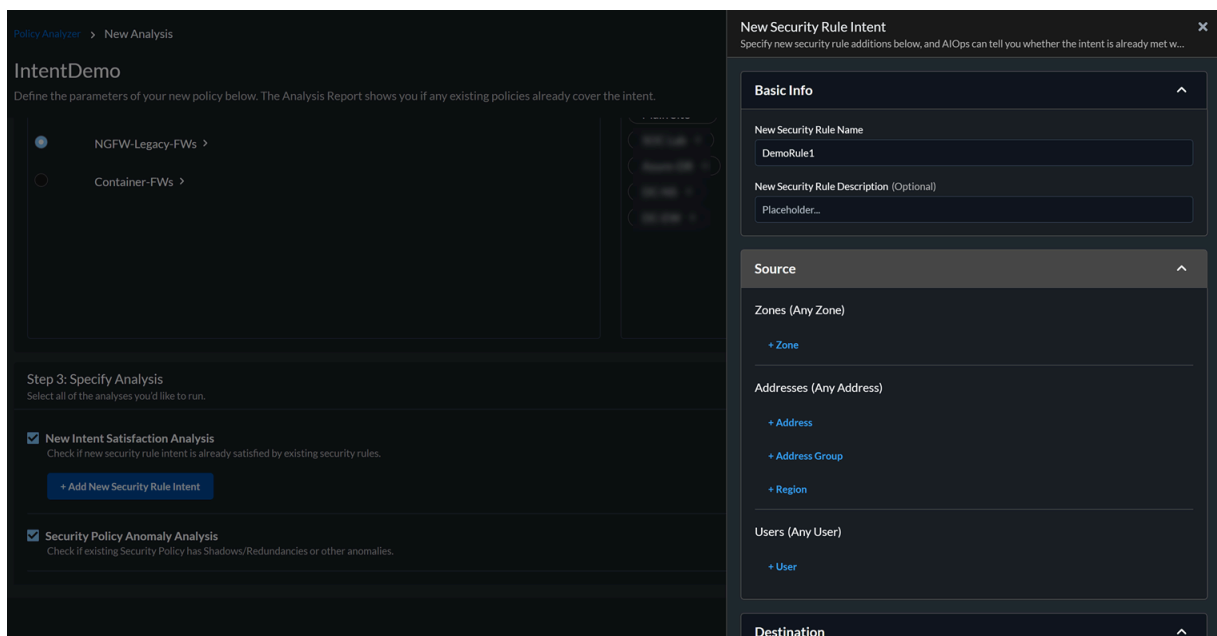 Policy Analyzer > New Analysis
IntentDemo
Define the parameters of your new policy below. The Analysis Report shows you if any existing policies already cover the intent.
NGFW-Legacy-FWs >
Container-FWs >
Step 3: Specify Analysis
Select all of the analyses you'd like to run.
New Intent Satisfaction Analysis
Check if new security rule intent is already satisfied by existing security rules.
+ Add New Security Rule Intent
Security Policy Anomaly Analysis
Check if existing Security Policy has Shadows/Redundancies or other anomalies.
New Security Rule Intent
Specify new security rule additions below, and AIOps can tell you whether the intent is already met w...
Basic Info
New Security Rule Name
DemoRule1
New Security Rule Description (Optional)
Placeholder...
Source
Zones (Any Zone)
+ Zone
Addresses (Any Address)
+ Address
+ Address Group
+ Region
Users (Any User)
+ User
Destination